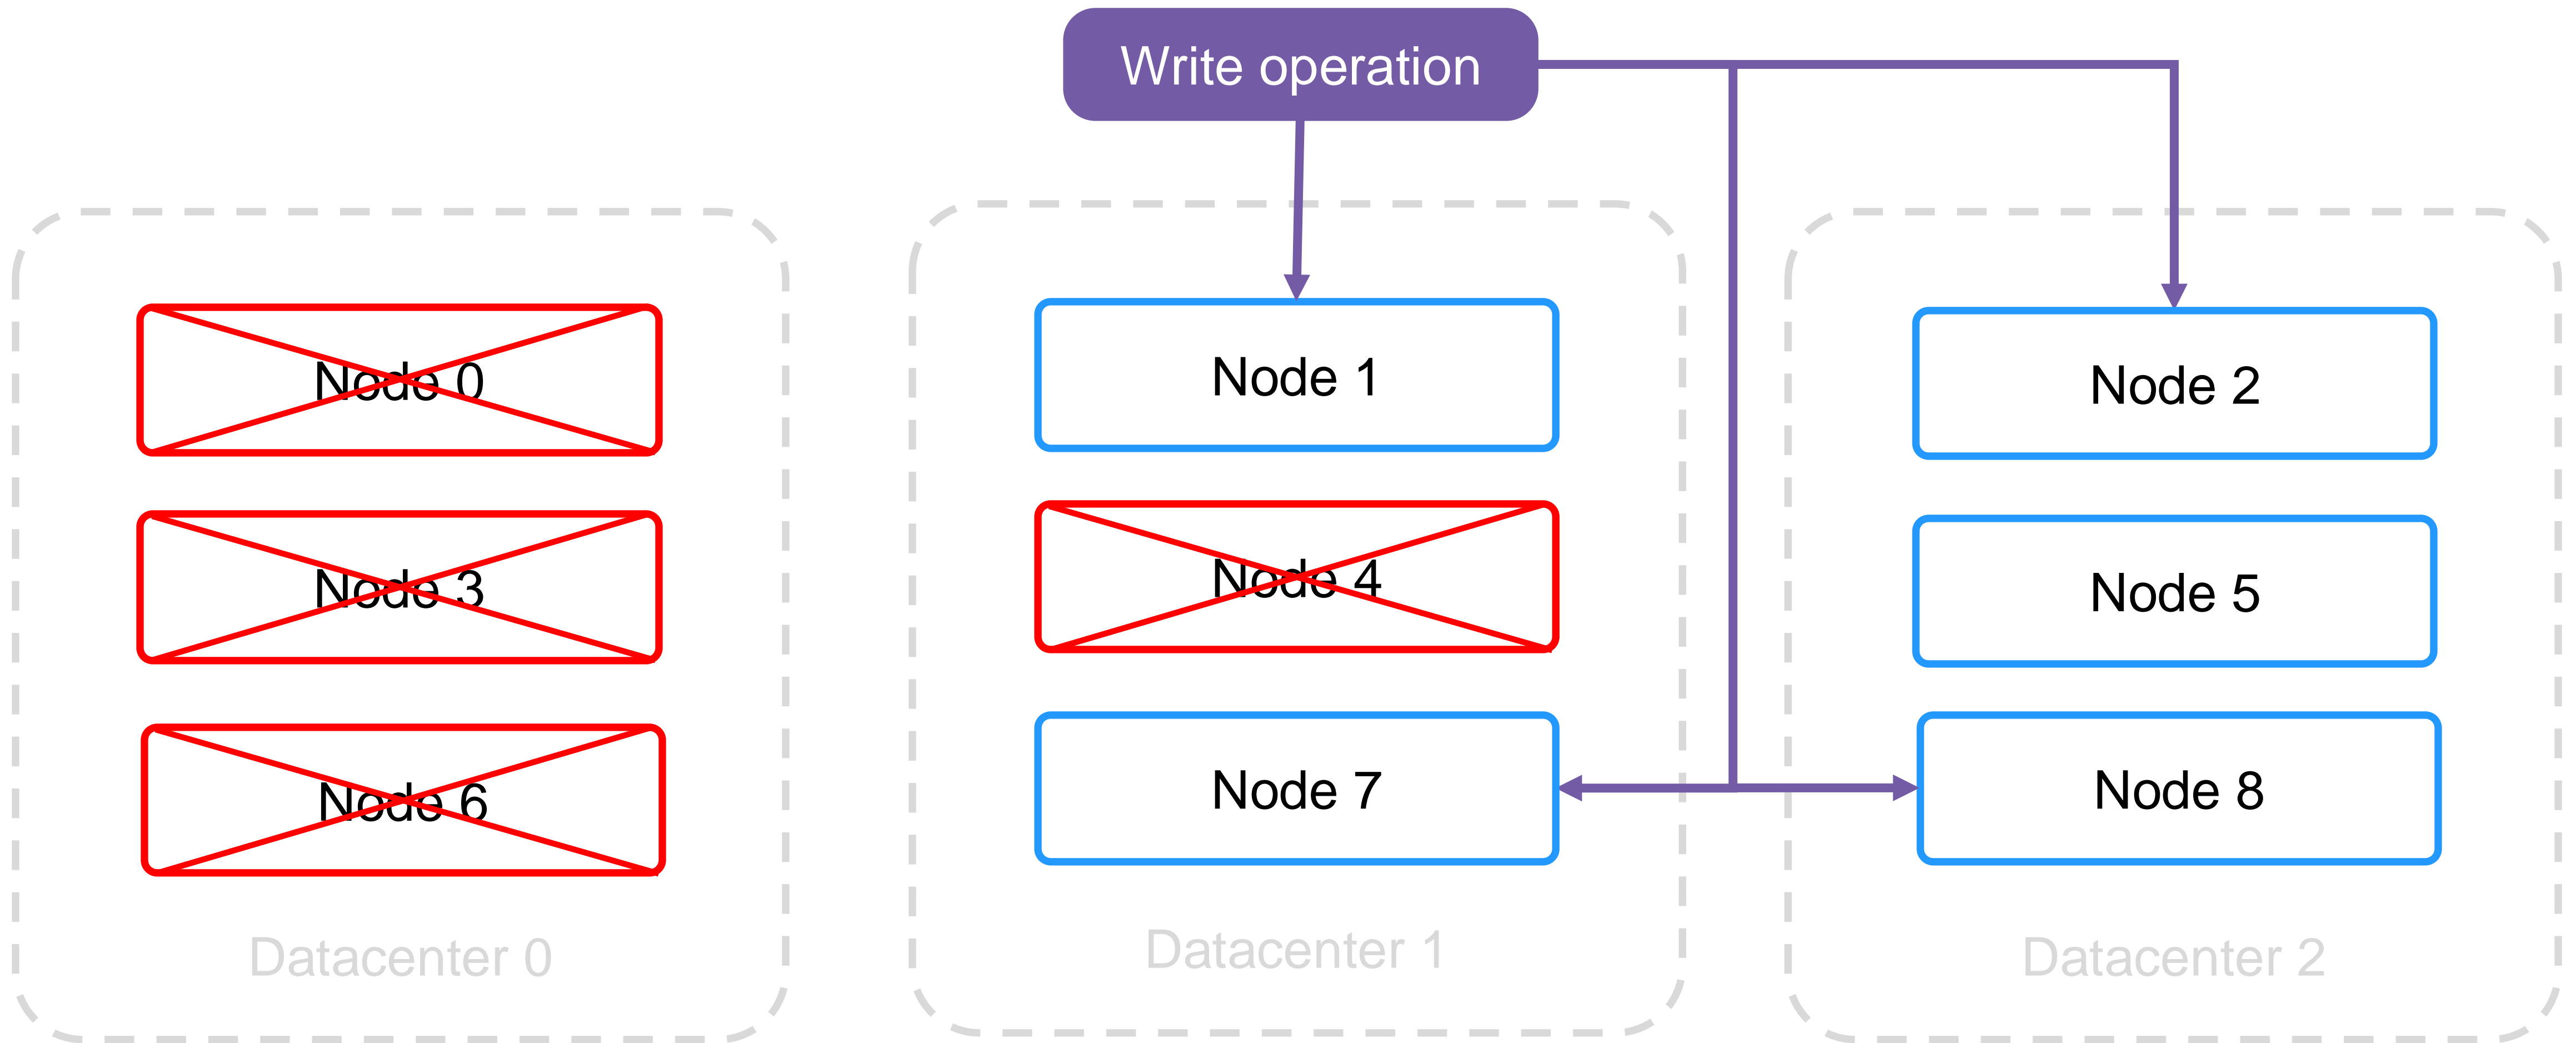 Write operation
Node 0
Node 1
Node 2
Node 3
Node 4
Node 5
Node 6
Node 7
Node 8
Datacenter 0
Datacenter 1
Datacenter 2